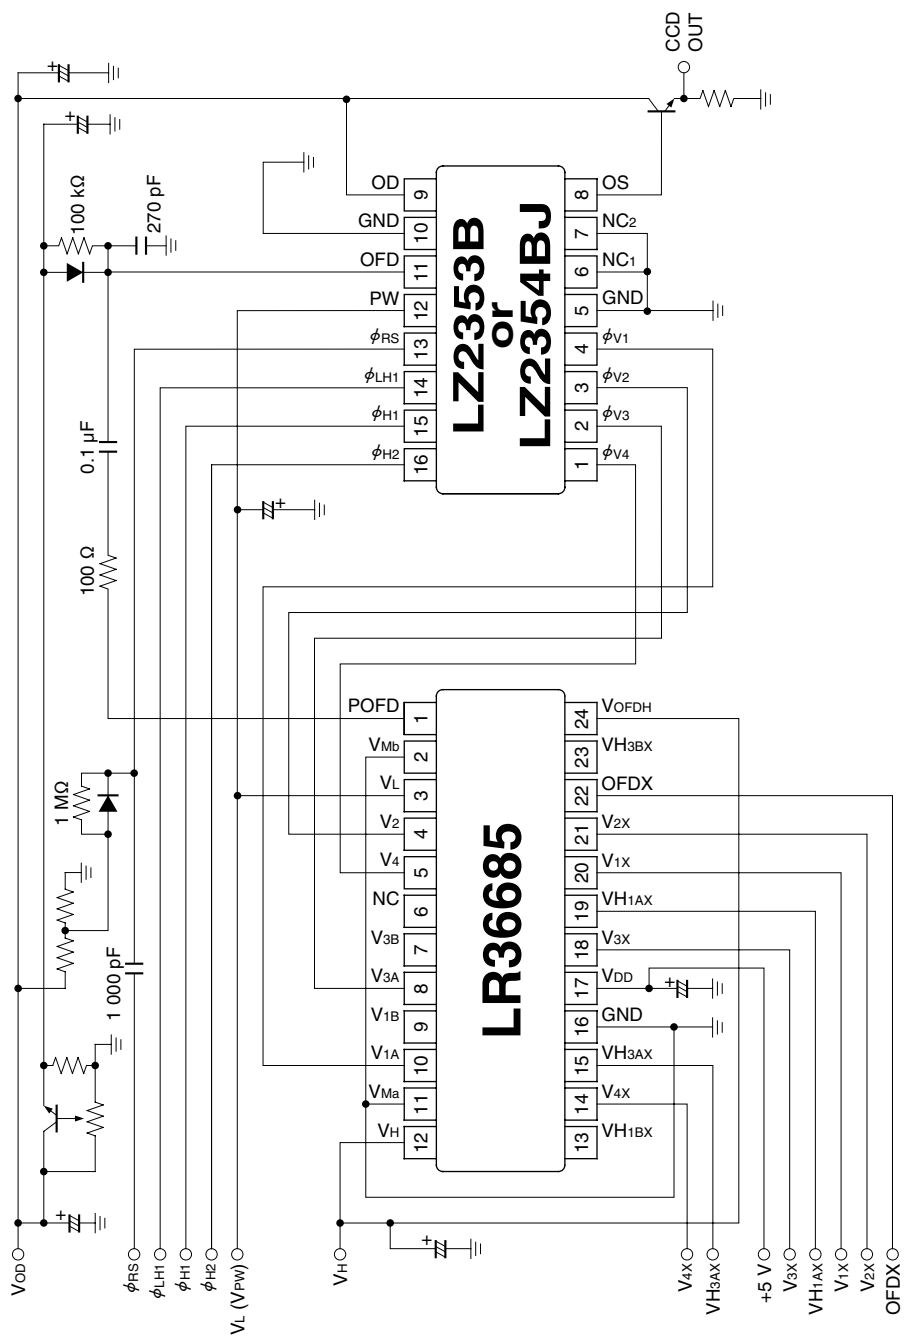 CCD
OUT
100 kΩ
270 pF
0.1 μF
100 Ω
1 MΩ
1 000 pF
+
+
+
+
+
+
OD
GND
OFD
PW
ϕRS
ϕLH1
ϕH1
ϕH2
9
10
11
12
13
14
15
16
LZ2353B
or
LZ2354BJ
8
7
6
5
4
3
2
1
OS
NC2
NC1
GND
ϕV1
ϕV2
ϕV3
ϕV4
POFD
VMb
VL
V2
V4
NC
V3B
V3A
V1B
V1A
VMa
VH
1
2
3
4
5
6
7
8
9
10
11
12
LR36685
24
23
22
21
20
19
18
17
16
15
14
13
VOFDH
VH3BX
OFDX
V2X
V1X
VH1AX
V3X
VDD
GND
VH3AX
V4X
VH1BX
VOD
ϕRS
ϕLH1
ϕH1
ϕH2
VL (VPW)
VH
V4X
VH3AX
+5 V
V3X
VH1AX
V1X
V2X
OFDX